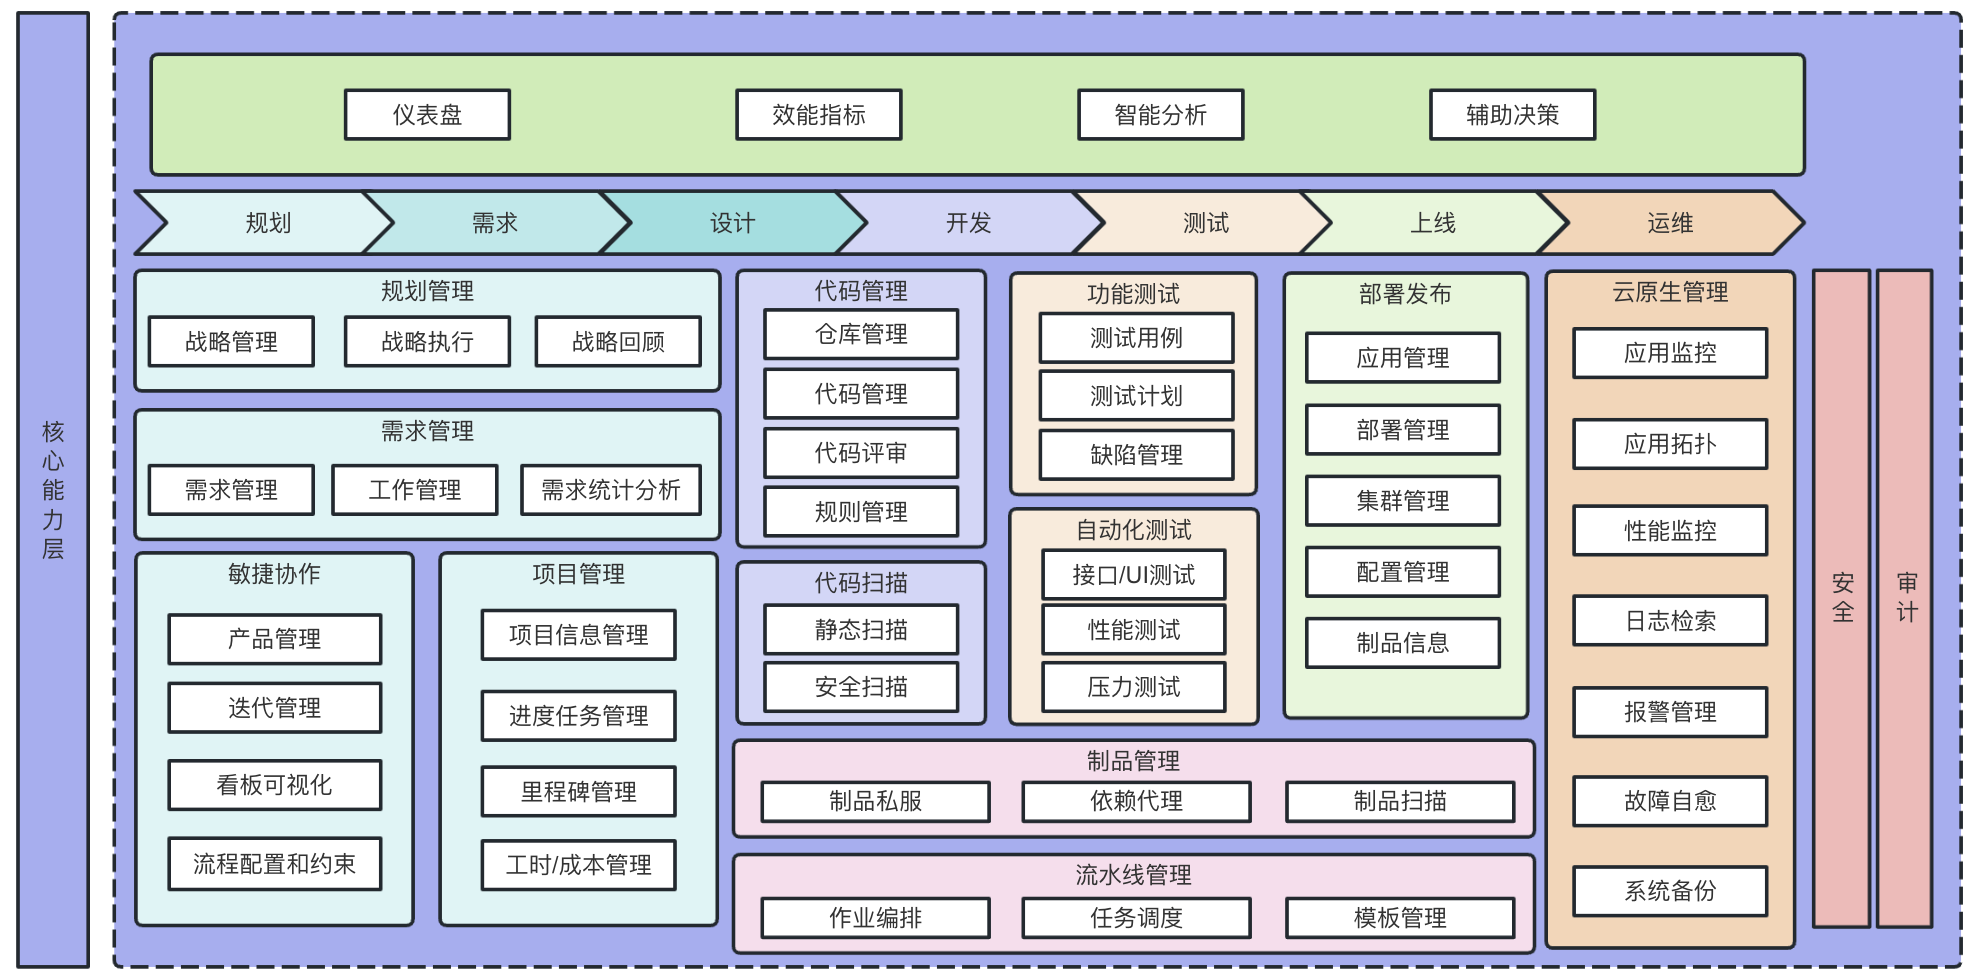 核心能力层
仪表盘
效能指标
智能分析
辅助决策
规划
需求
设计
开发
测试
上线
运维
规划管理
战略管理
战略执行
战略回顾
需求管理
需求管理
工作管理
需求统计分析
敏捷协作
产品管理
迭代管理
看板可视化
流程配置和约束
项目管理
项目信息管理
进度任务管理
里程碑管理
工时/成本管理
代码管理
仓库管理
代码管理
代码评审
规则管理
代码扫描
静态扫描
安全扫描
功能测试
测试用例
测试计划
缺陷管理
自动化测试
接口/UI测试
性能测试
压力测试
部署发布
应用管理
部署管理
集群管理
配置管理
制品信息
制品管理
制品私服
依赖代理
制品扫描
流水线管理
作业编排
任务调度
模板管理
云原生管理
应用监控
应用拓扑
性能监控
日志检索
报警管理
故障自愈
系统备份
安全
审计